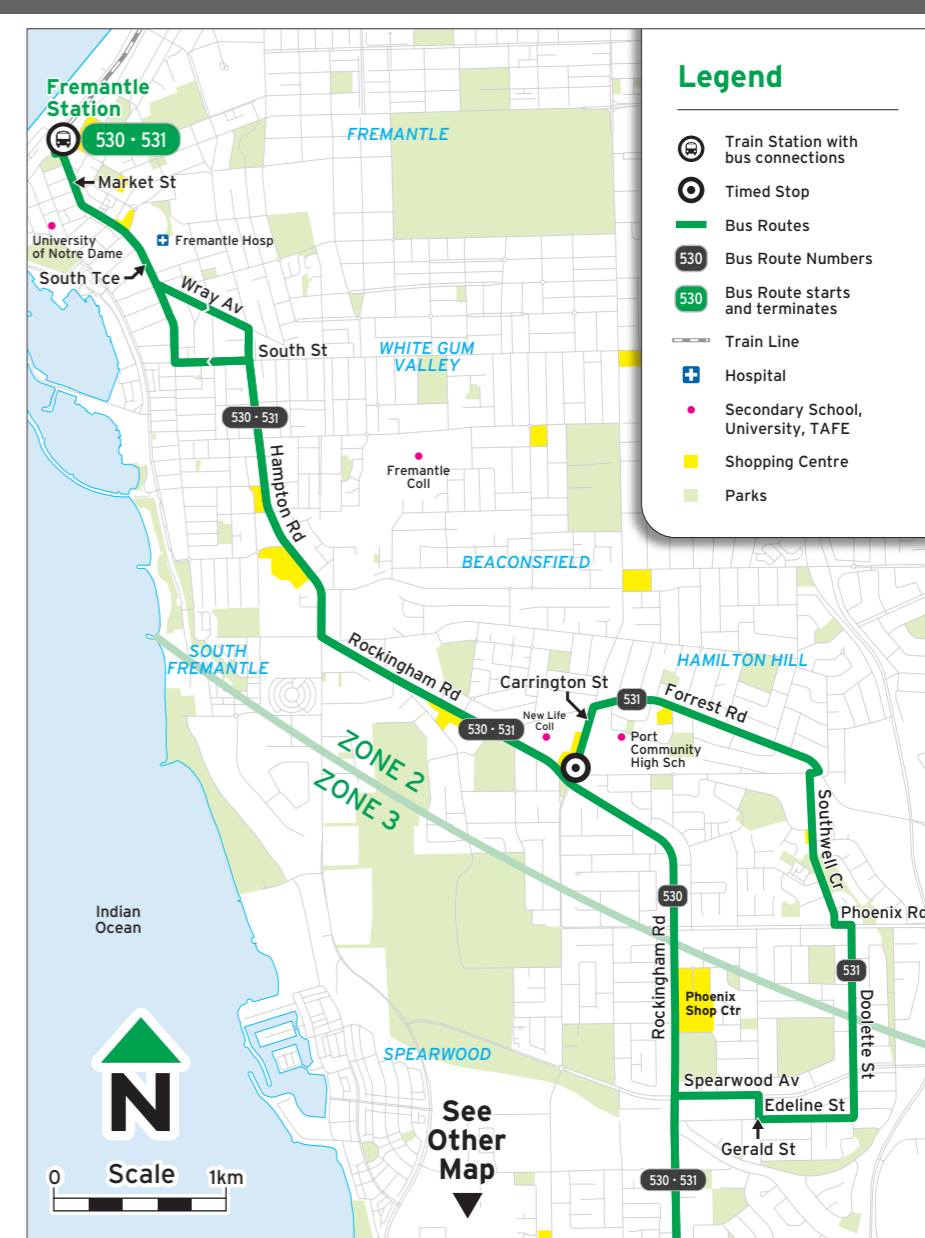 Fremantle
Station
530 · 531
Market St
FREMANTLE
University
of Notre Dame
Fremantle Hosp
South Tce
Wray Av
South St
WHITE GUM
VALLEY
530 · 531
Hampton Rd
Fremantle
Coll
BEACONSFIELD
SOUTH
FREMANTLE
Rockingham Rd
HAMILTON HILL
Carrington St
531
Forrest Rd
New Life
Coll
530 · 531
Port
Community
High Sch
ZONE 2
ZONE 3
Southwell Cr
530
Phoenix Rd
Indian
Ocean
Rockingham Rd
531
Phoenix
Shop Ctr
Doolette St
SPEARWOOD
Spearwood Av
Edeline St
Gerald St
See
Other
Map
530 · 531
N
0 Scale 1km
Legend
Train Station with
bus connections
Timed Stop
Bus Routes
530 Bus Route Numbers
530 Bus Route starts
and terminates
Train Line
Hospital
Secondary School,
University, TAFE
Shopping Centre
Parks